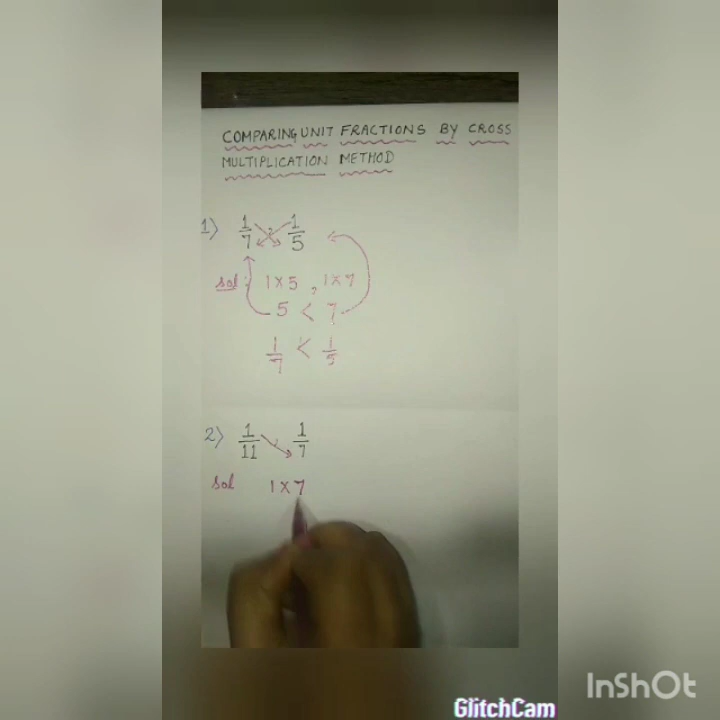 COMPARING UNIT FRACTIONS BY CROSS
MULTIPLICATION METHOD
1) 1/7 , 1/5
Sol: 1×5 , 1×7
5 < 7
1/7 < 1/5
2) 1/11 , 1/7
Sol 1×7
InShOt
GlitchCam